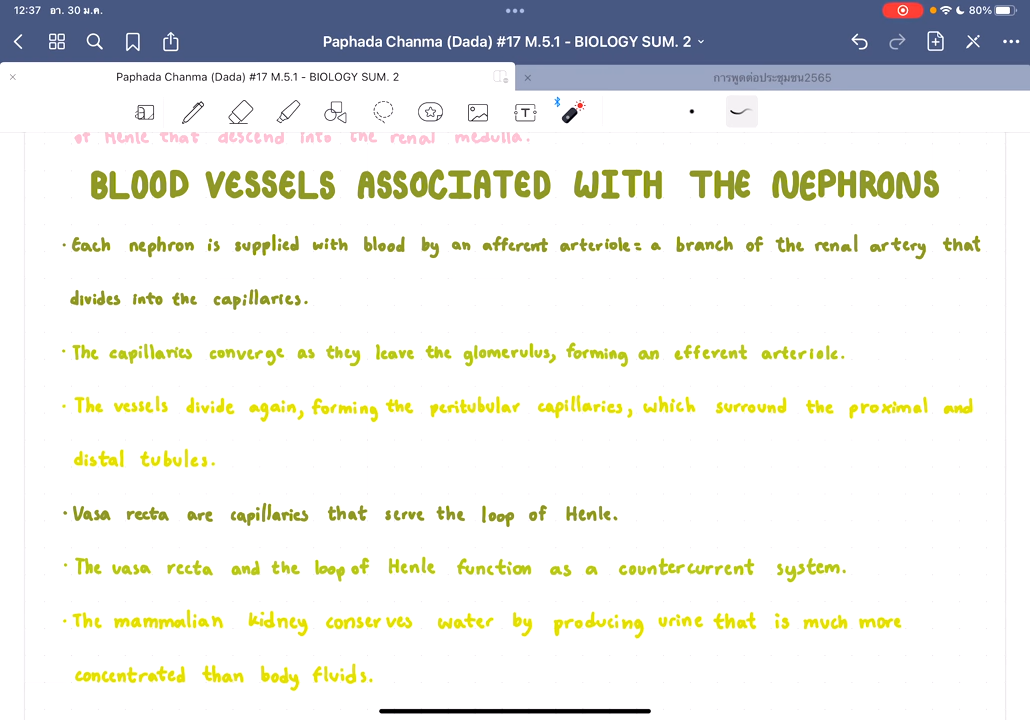 12:37 อา. 30 ม.ค.
80%
Paphada Chanma (Dada) #17 M.5.1 - BIOLOGY SUM. 2
Paphada Chanma (Dada) #17 M.5.1 - BIOLOGY SUM. 2
การพูดต่อประชุมชน2565
of Henle that descend into the renal medulla.
BLOOD VESSELS ASSOCIATED WITH THE NEPHRONS
· Each nephron is supplied with blood by an afferent arteriole = a branch of the renal artery that
divides into the capillaries.
· The capillaries converge as they leave the glomerulus, forming an efferent arteriole.
· The vessels divide again, forming the peritubular capillaries, which surround the proximal and
distal tubules.
· Vasa recta are capillaries that serve the loop of Henle.
· The vasa recta and the loop of Henle function as a countercurrent system.
· The mammalian kidney conserves water by producing urine that is much more
concentrated than body fluids.